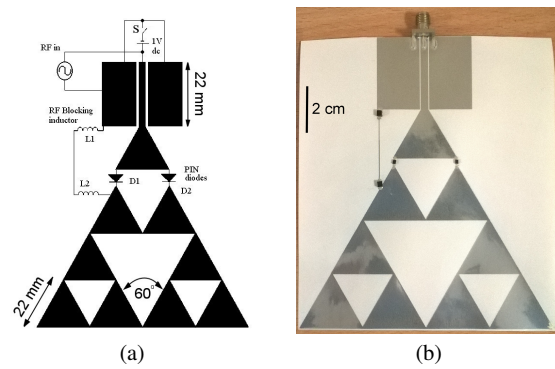 S
1V
dc
RF in
22 mm
RF Blocking
inductor
L1
L2
D1
PIN
diodes
D2
60°
22 mm
(a)
2 cm
(b)